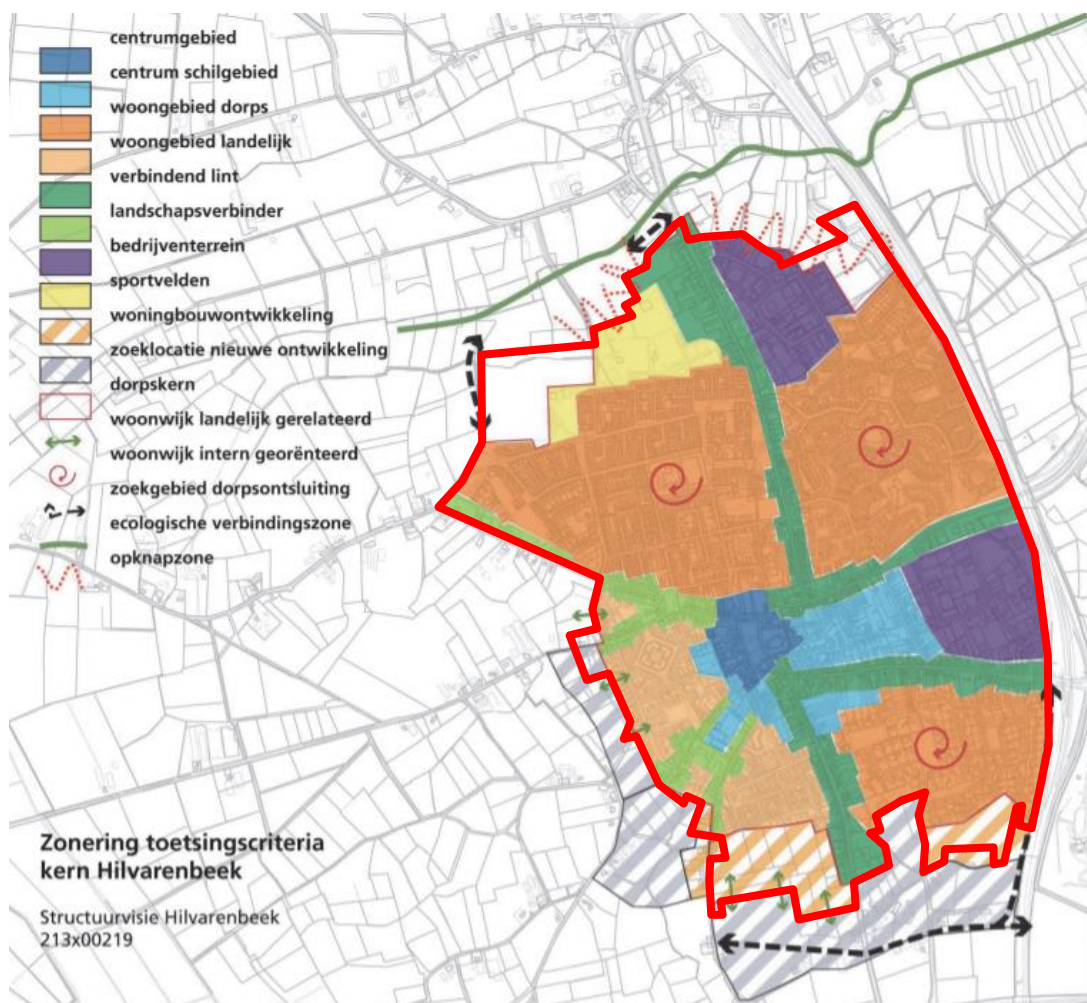 centrumgebied
centrum schilgebied
woongebied dorps
woongebied landelijk
verbindend lint
landschapsverbinder
bedrijventerrein
sportvelden
woningbouwontwikkeling
zoeklocatie nieuwe ontwikkeling
dorpskern
woonwijk landelijk gerelateerd
woonwijk intern georënteerd
zoekgebied dorpsontsluiting
ecologische verbindingszone
opknapzone
Zonering toetsingscriteria
kern Hilvarenbeek
Structuurvisie Hilvarenbeek
213x00219